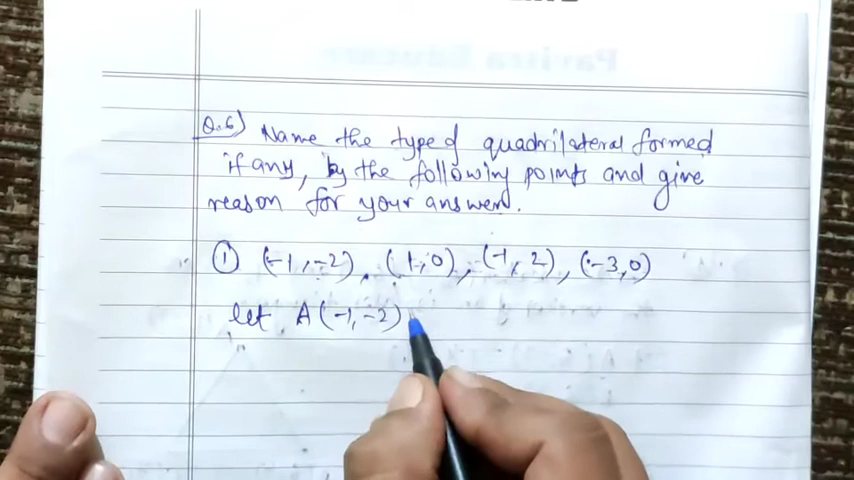 Q.6) Name the type of quadrilateral formed
if any, by the following points and give
reason for your answer.
① (-1,-2), (1,0), (-1,2), (-3,0)
let A(-1,-2)